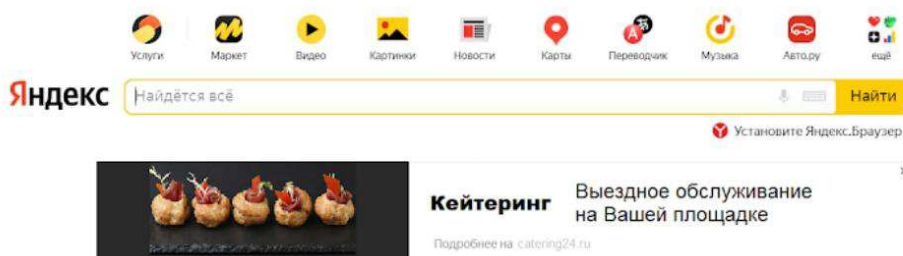 Услуги Маркет Видео Картинки Новости Карты Переводчик Музыка Авто.ру ещё
Яндекс Найдётся всё Найти
Установите Яндекс.Браузер
Кейтеринг Выездное обслуживание
на Вашей площадке
Подробнее на catering24.ru